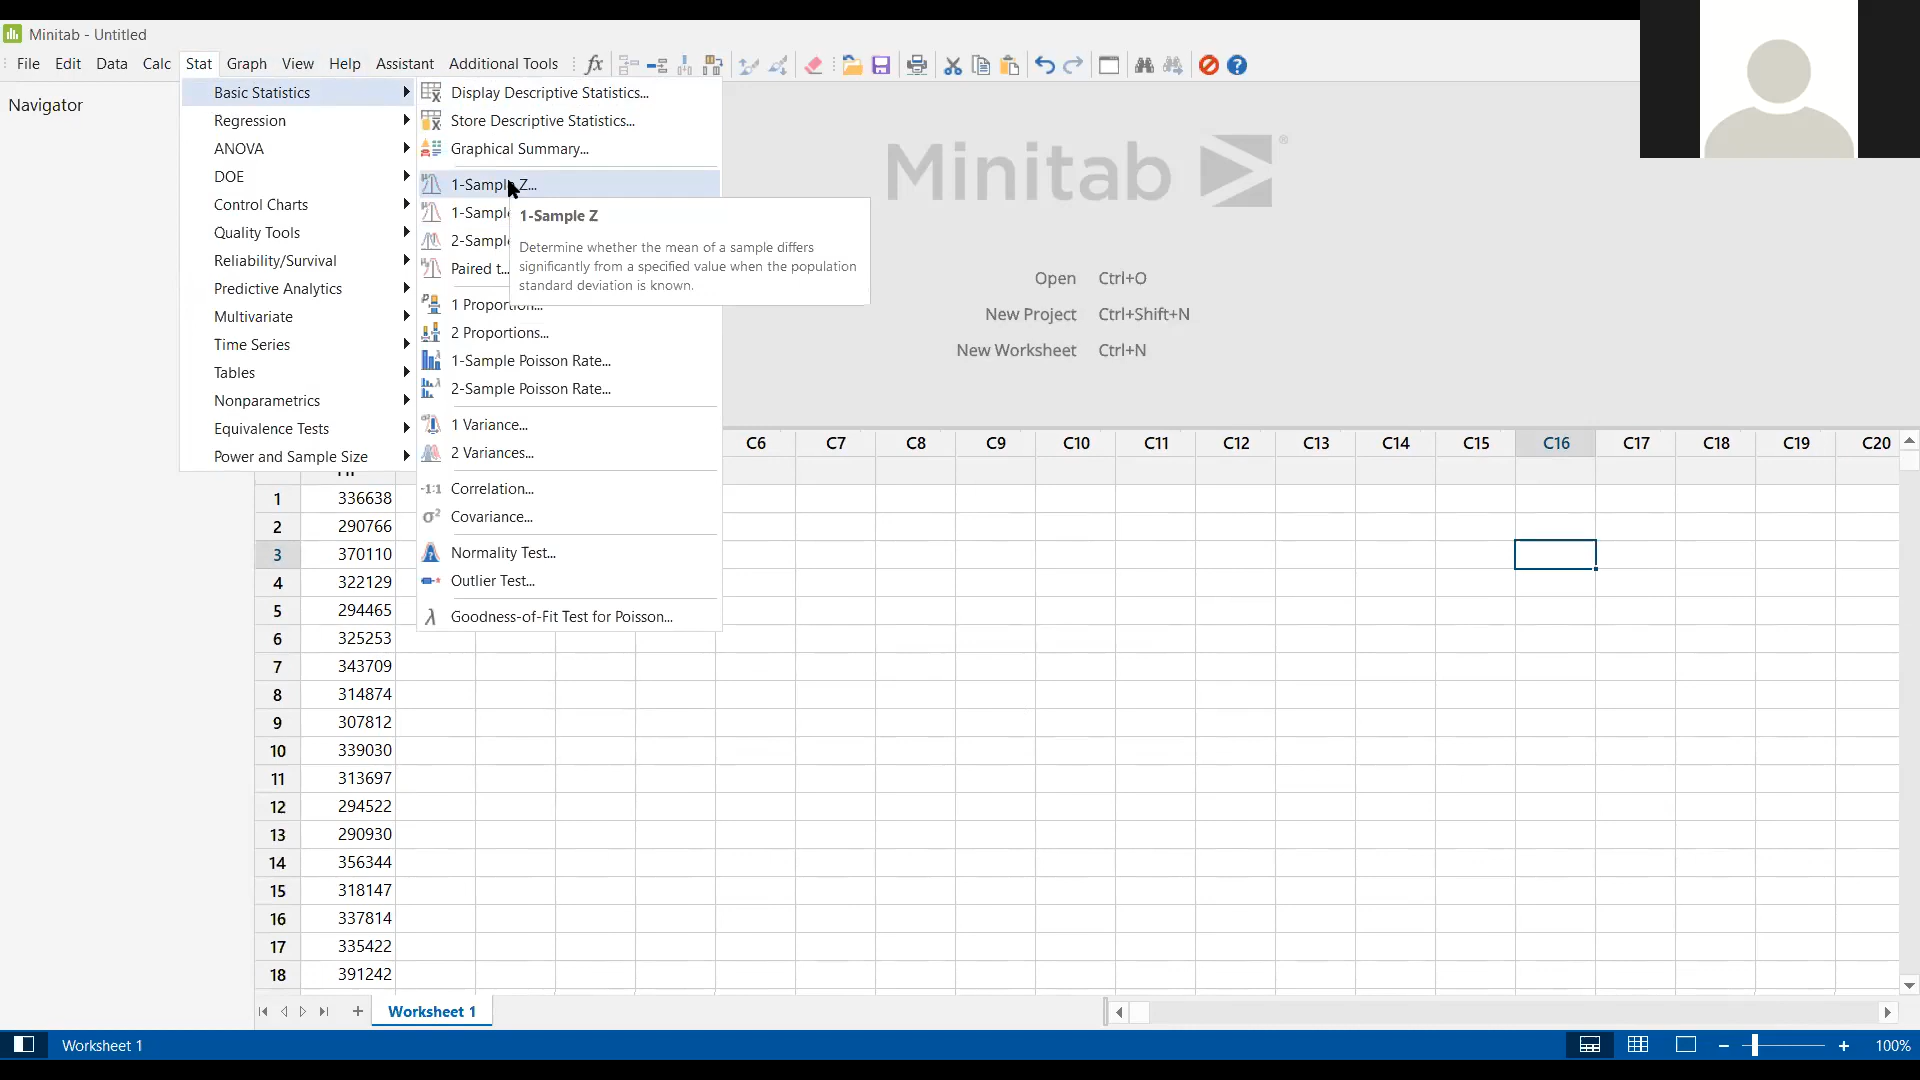 Minitab - Untitled
File Edit Data Calc Stat Graph View Help Assistant Additional Tools
Navigator
Basic Statistics
Regression
ANOVA
DOE
Control Charts
Quality Tools
Reliability/Survival
Predictive Analytics
Multivariate
Time Series
Tables
Nonparametrics
Equivalence Tests
Power and Sample Size
Display Descriptive Statistics...
Store Descriptive Statistics...
Graphical Summary...
1-Sample Z...
1-Sample
2-Sample
Paired t...
1 Proportion...
2 Proportions...
1-Sample Poisson Rate...
2-Sample Poisson Rate...
1 Variance...
2 Variances...
Correlation...
σ² Covariance...
Normality Test...
Outlier Test...
λ Goodness-of-Fit Test for Poisson...
1-Sample Z
Determine whether the mean of a sample differs
significantly from a specified value when the population
standard deviation is known.
Minitab
Open Ctrl+O
New Project Ctrl+Shift+N
New Worksheet Ctrl+N
C6 C7 C8 C9 C10 C11 C12 C13 C14 C15 C16 C17 C18 C19 C20
1 336638
2 290766
3 370110
4 322129
5 294465
6 325253
7 343709
8 314874
9 307812
10 339030
11 313697
12 294522
13 290930
14 356344
15 318147
16 337814
17 335422
18 391242
Worksheet 1
Worksheet 1
100%